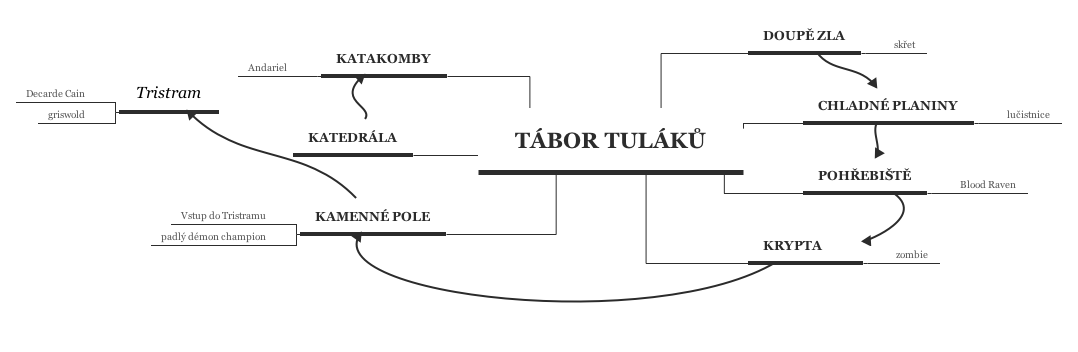 DOUPĚ ZLA
skřet
KATAKOMBY
Andariel
Tristram
Decarde Cain
griswold
CHLADNÉ PLANINY
lučistnice
KATEDRÁLA
TÁBOR TULÁKŮ
POHŘEBIŠTĚ
Blood Raven
KAMENNÉ POLE
Vstup do Tristramu
padlý démon champion
KRYPTA
zombie